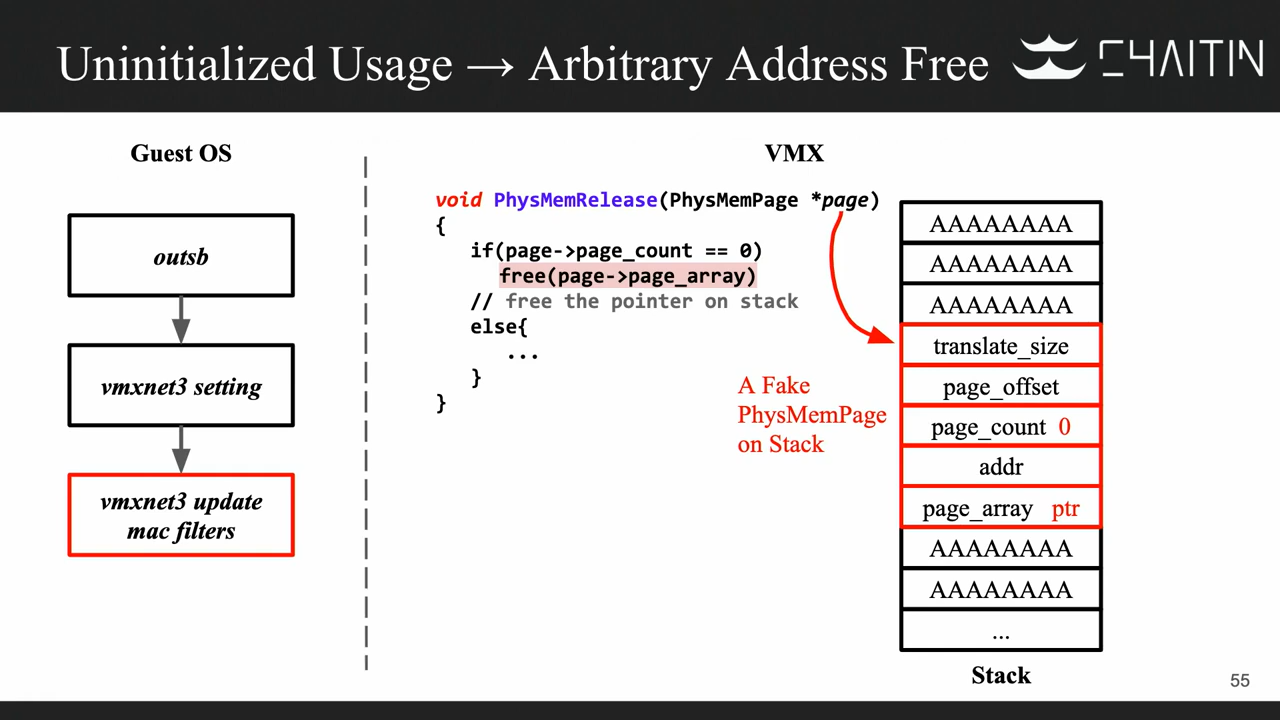 Uninitialized Usage → Arbitrary Address Free
CHAITIN
Guest OS
outsb
vmxnet3 setting
vmxnet3 update
mac filters
VMX
void PhysMemRelease(PhysMemPage *page)
{
if(page->page_count == 0)
free(page->page_array)
// free the pointer on stack
else{
...
}
}
A Fake
PhysMemPage
on Stack
AAAAAAAA
AAAAAAAA
AAAAAAAA
translate_size
page_offset
page_count 0
addr
page_array ptr
AAAAAAAA
AAAAAAAA
...
Stack
55